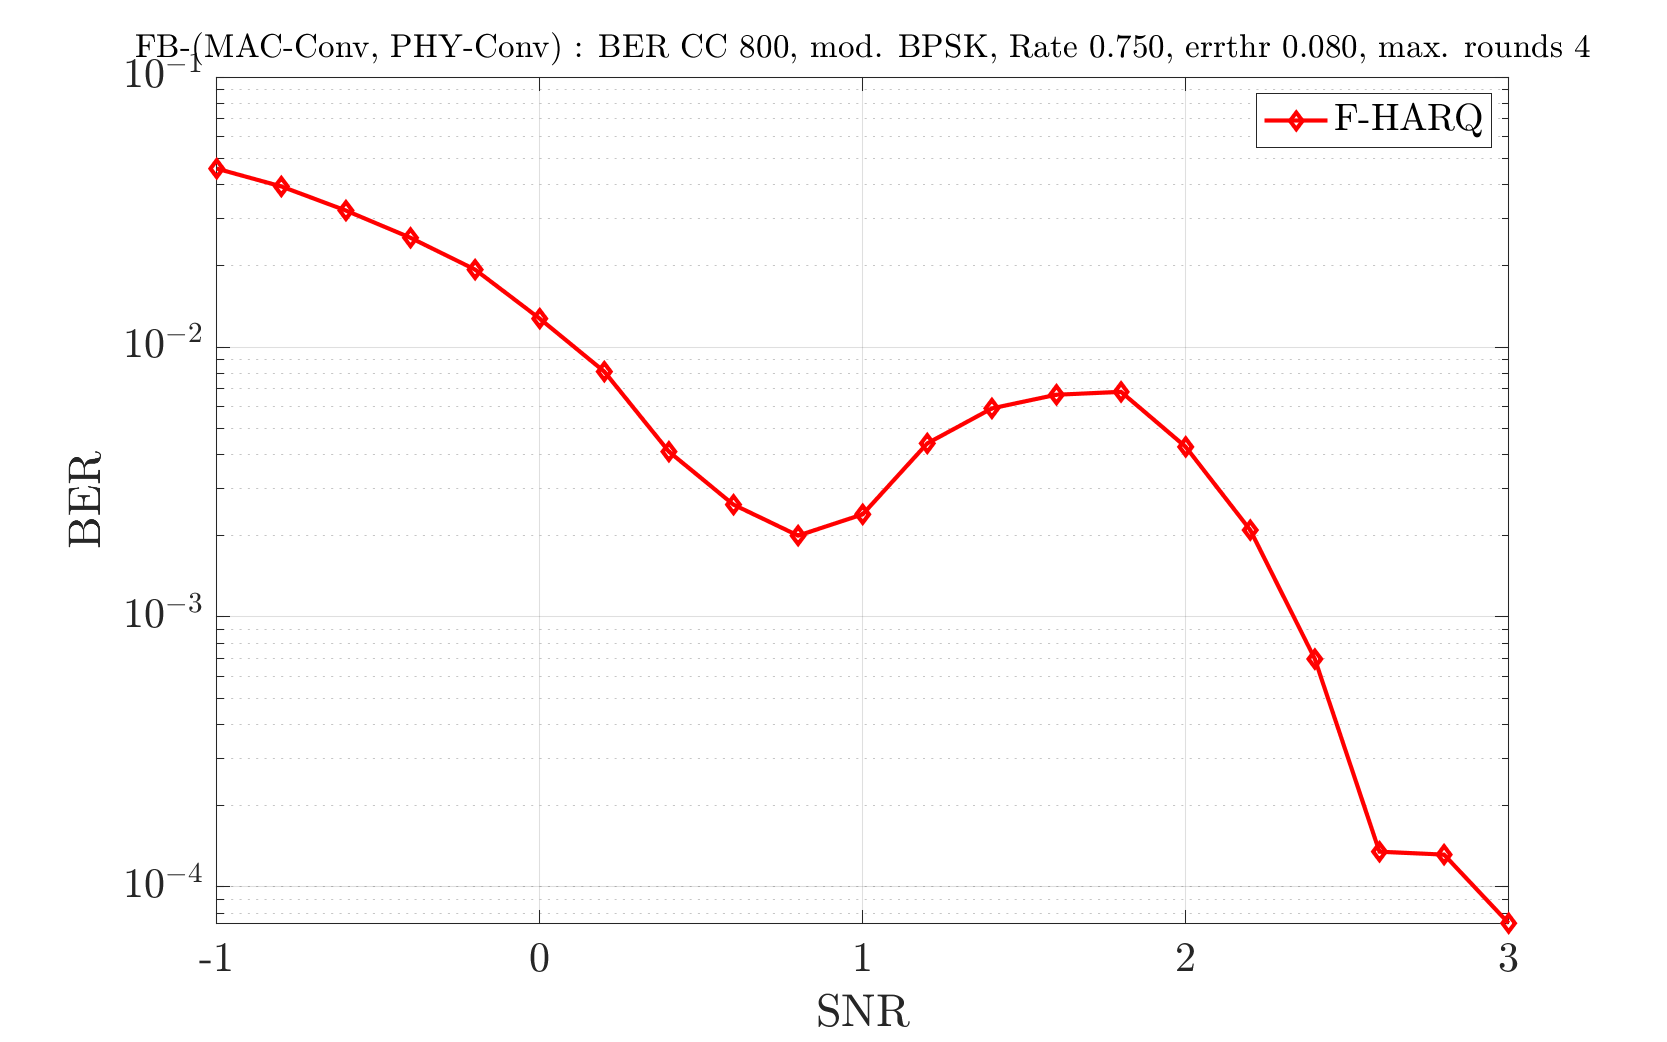 FB-(MAC-Conv, PHY-Conv) : BER CC 800, mod. BPSK, Rate 0.750, errthr 0.080, max. rounds 4
F-HARQ
10⁻¹
10⁻²
10⁻³
10⁻⁴
BER
-1 0 1 2 3
SNR